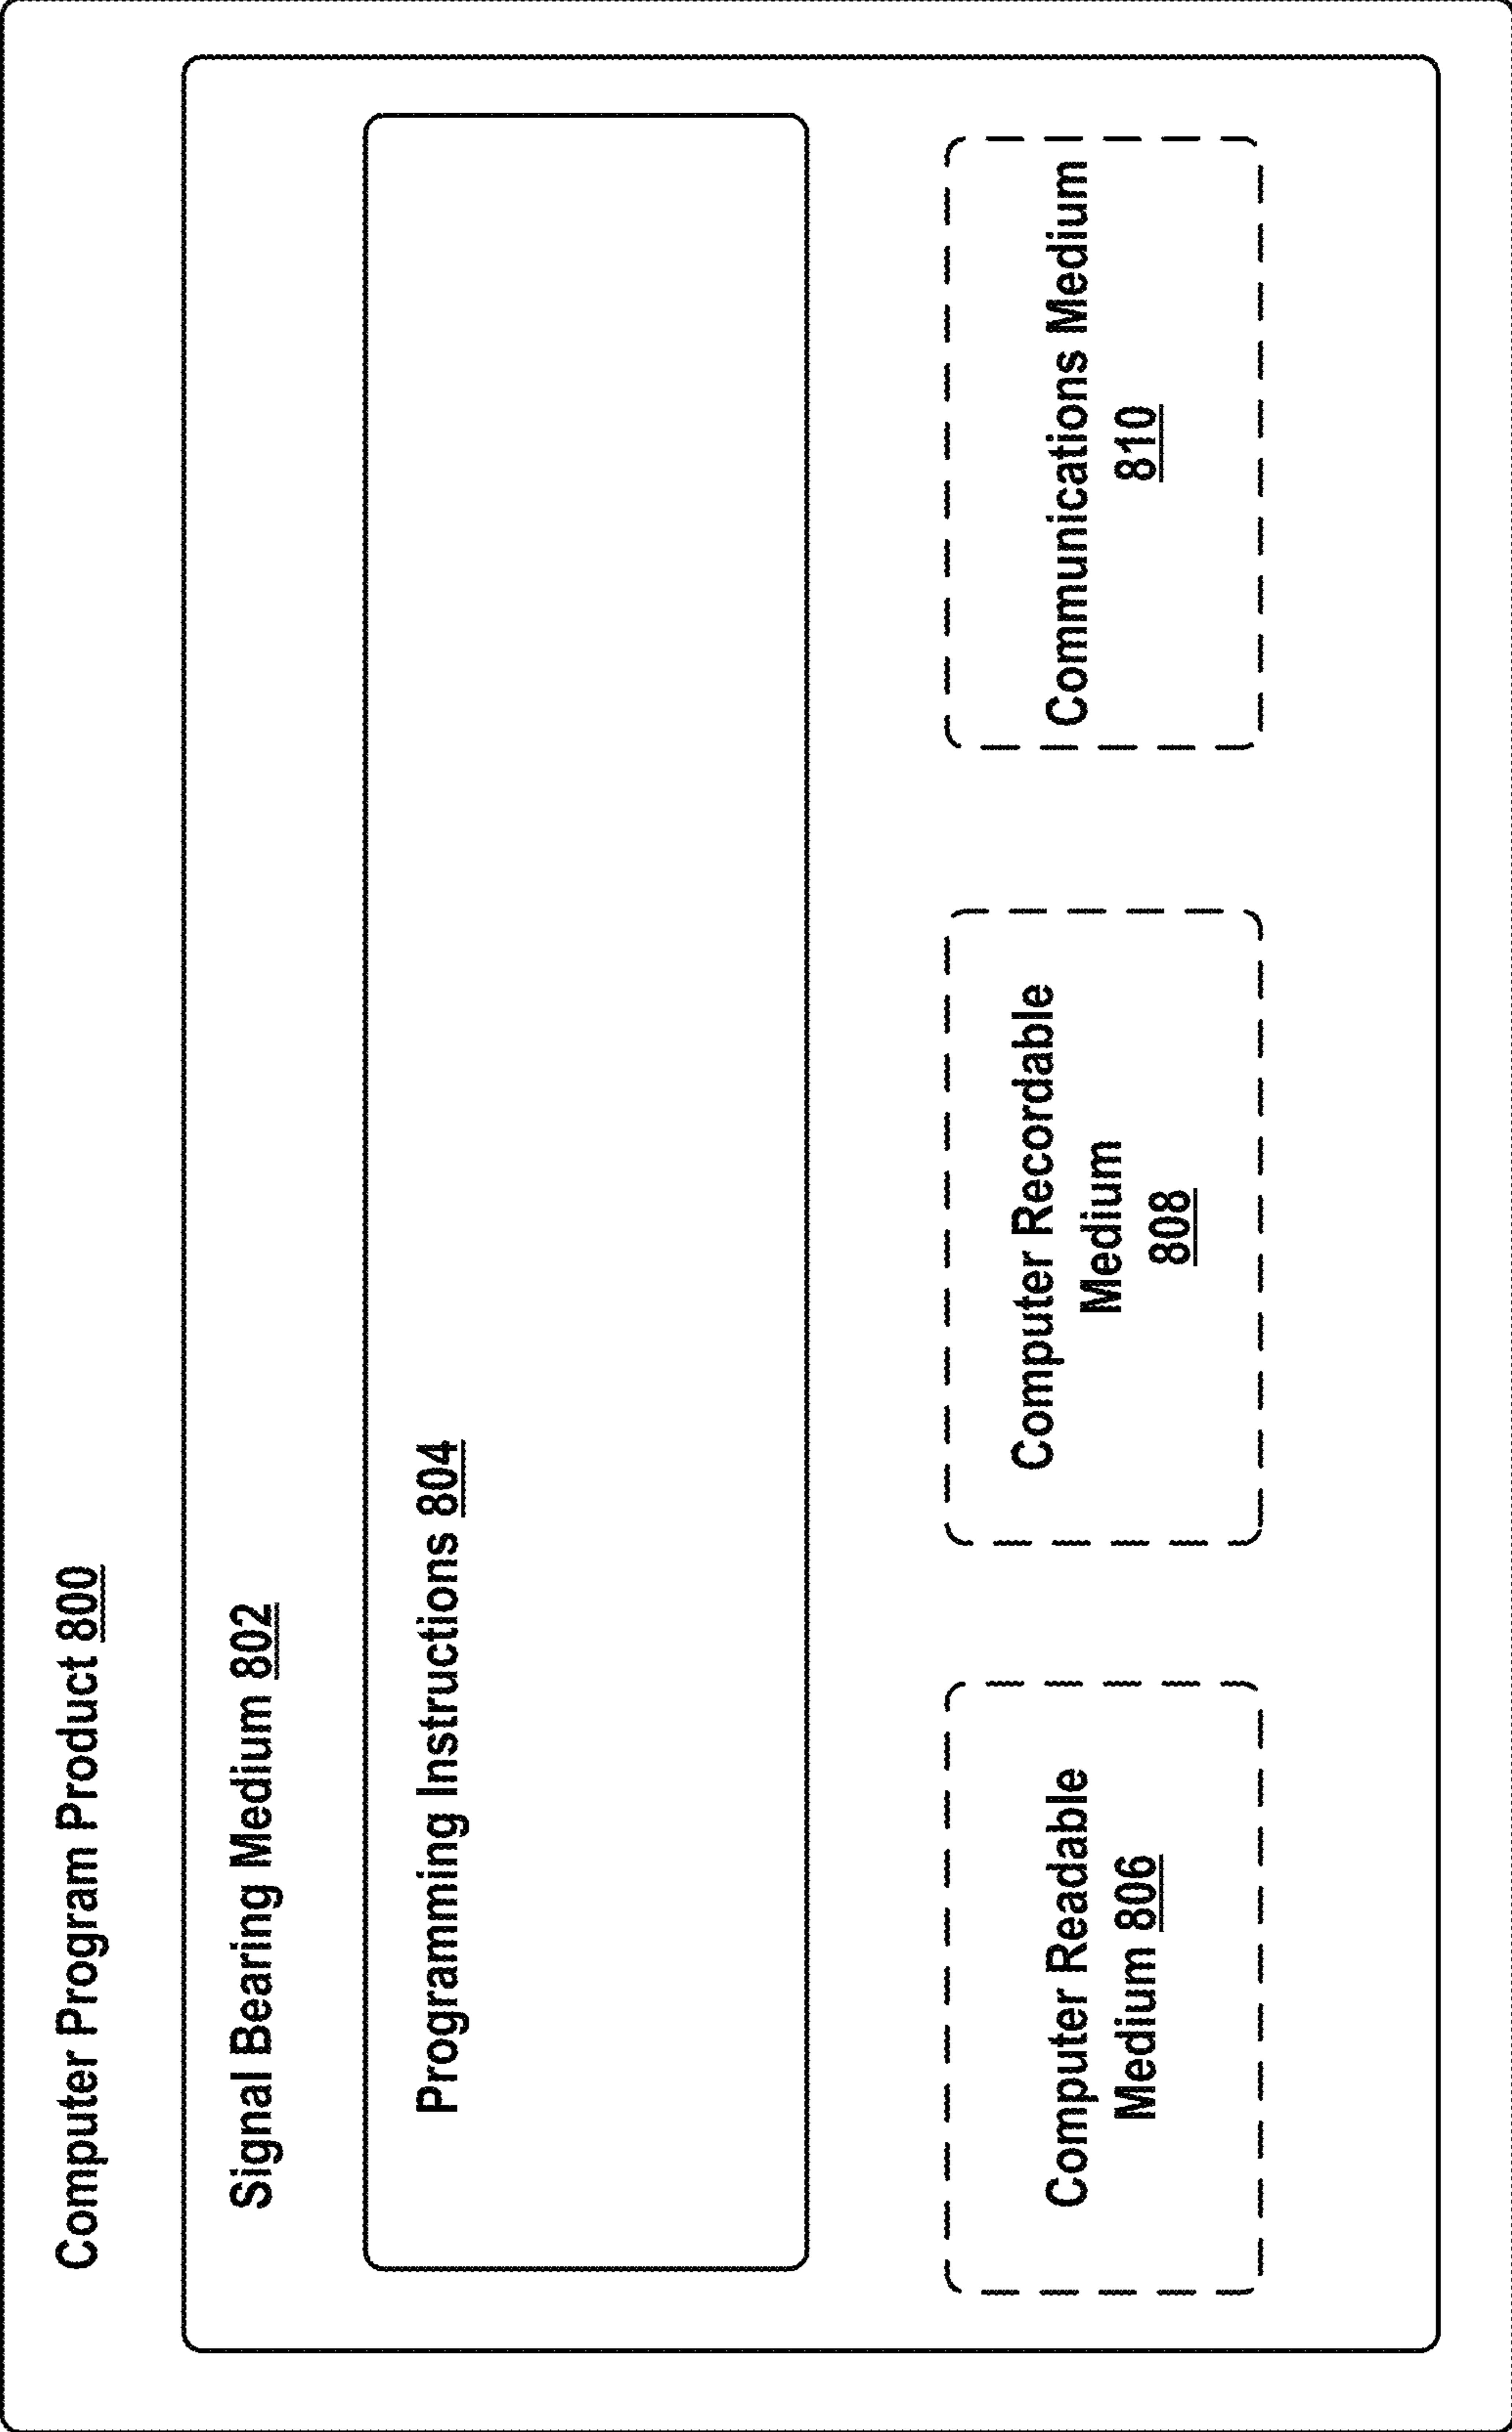 Computer Program Product 800
Signal Bearing Medium 802
Programming Instructions 804
Computer Readable
Medium 806
Computer Recordable
Medium
808
Communications Medium
810